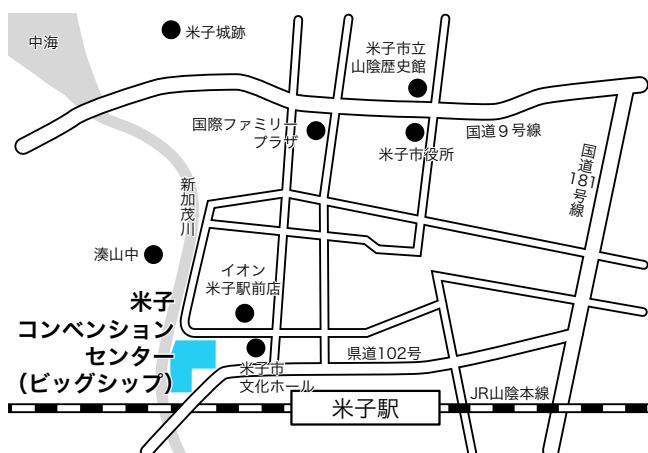 中海
米子城跡
米子市立
山陰歴史館
国際ファミリー
プラザ
米子市役所
国道9号線
国道181号線
新加茂川
湊山中
イオン
米子駅前店
米子
コンベンション
センター
(ビッグシップ)
米子市
文化ホール
県道102号
JR山陰本線
米子駅